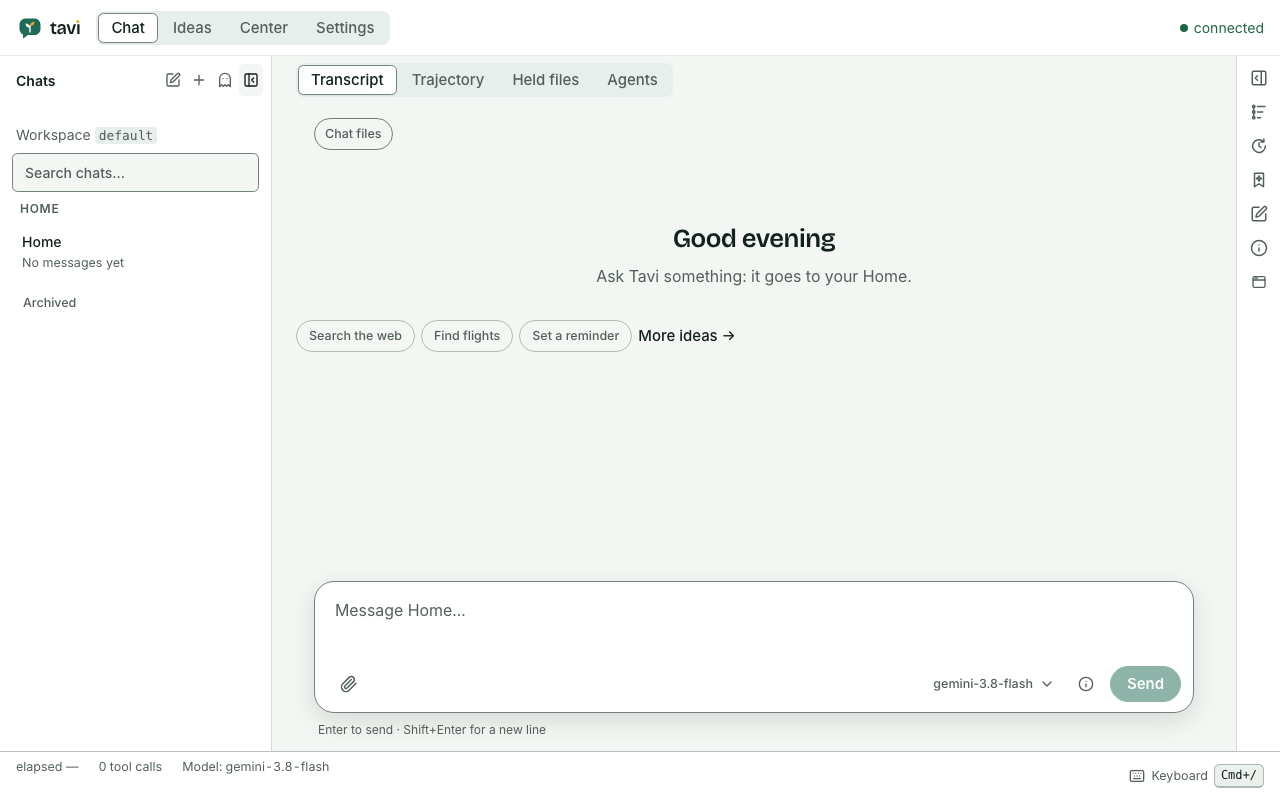 tavi
Chat Ideas Center Settings
connected
Chats
Workspace default
Search chats...
HOME
Home
No messages yet
Archived
Transcript Trajectory Held files Agents
Chat files
Good evening
Ask Tavi something: it goes to your Home.
Search the web Find flights Set a reminder More ideas →
Message Home...
gemini-3.8-flash Send
Enter to send · Shift+Enter for a new line
elapsed — 0 tool calls Model: gemini-3.8-flash
Keyboard Cmd+/